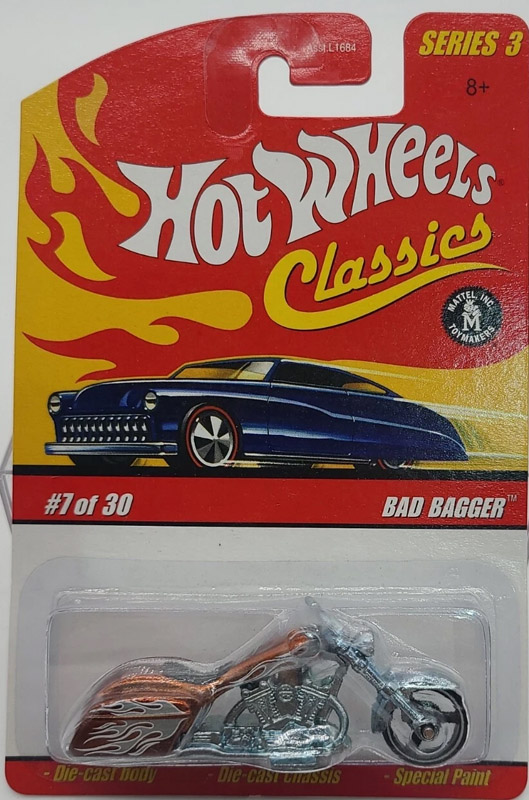 Asst.L1684
SERIES 3
8+
HOT WHEELS®
Classics
MATTEL, INC.
M
TOYMAKERS
#7 of 30
BAD BAGGER™
- Die-cast Body - Die-cast Chassis - Special Paint